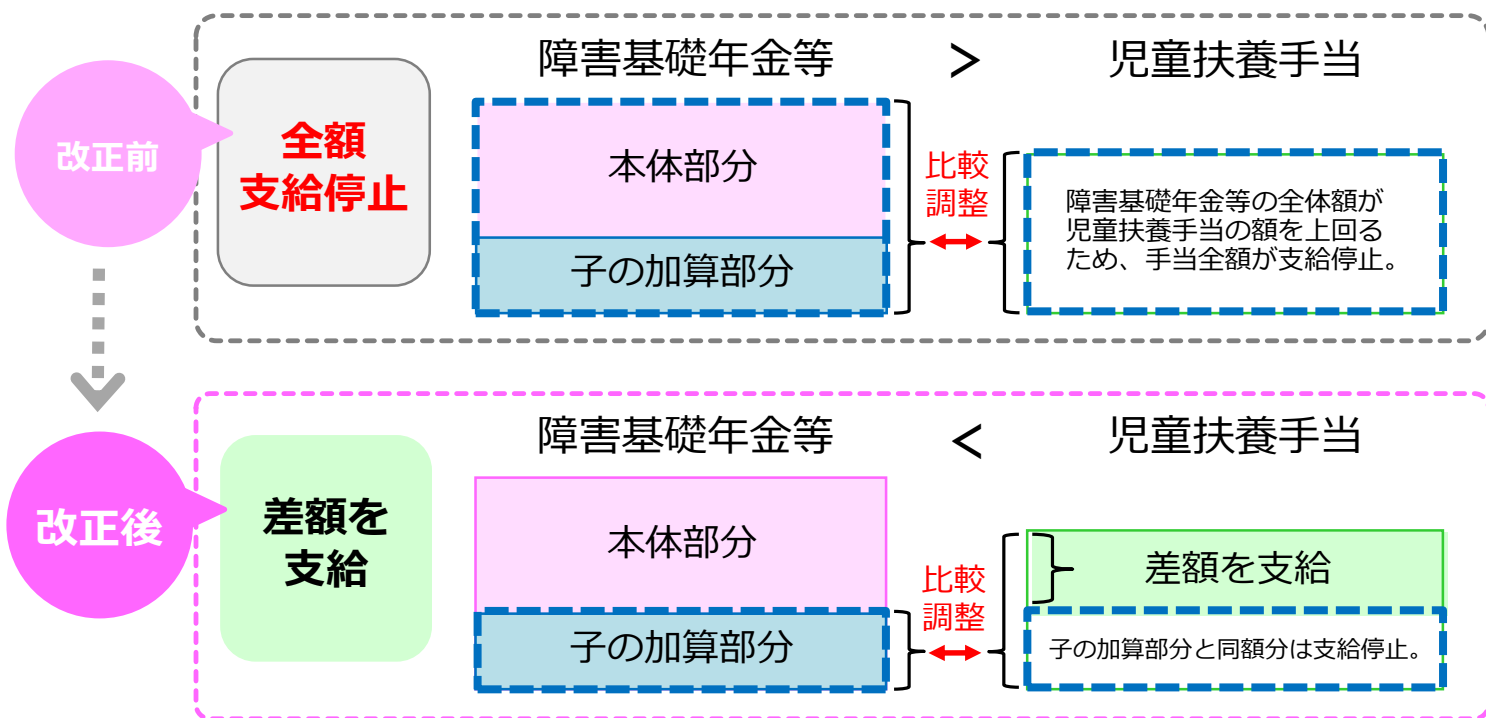 改正前
全額
支給停止
障害基礎年金等 > 児童扶養手当
本体部分
子の加算部分
比較
調整
障害基礎年金等の全体額が
児童扶養手当の額を上回る
ため、手当全額が支給停止。
改正後
差額を
支給
障害基礎年金等 < 児童扶養手当
本体部分
子の加算部分
比較
調整
差額を支給
子の加算部分と同額分は支給停止。